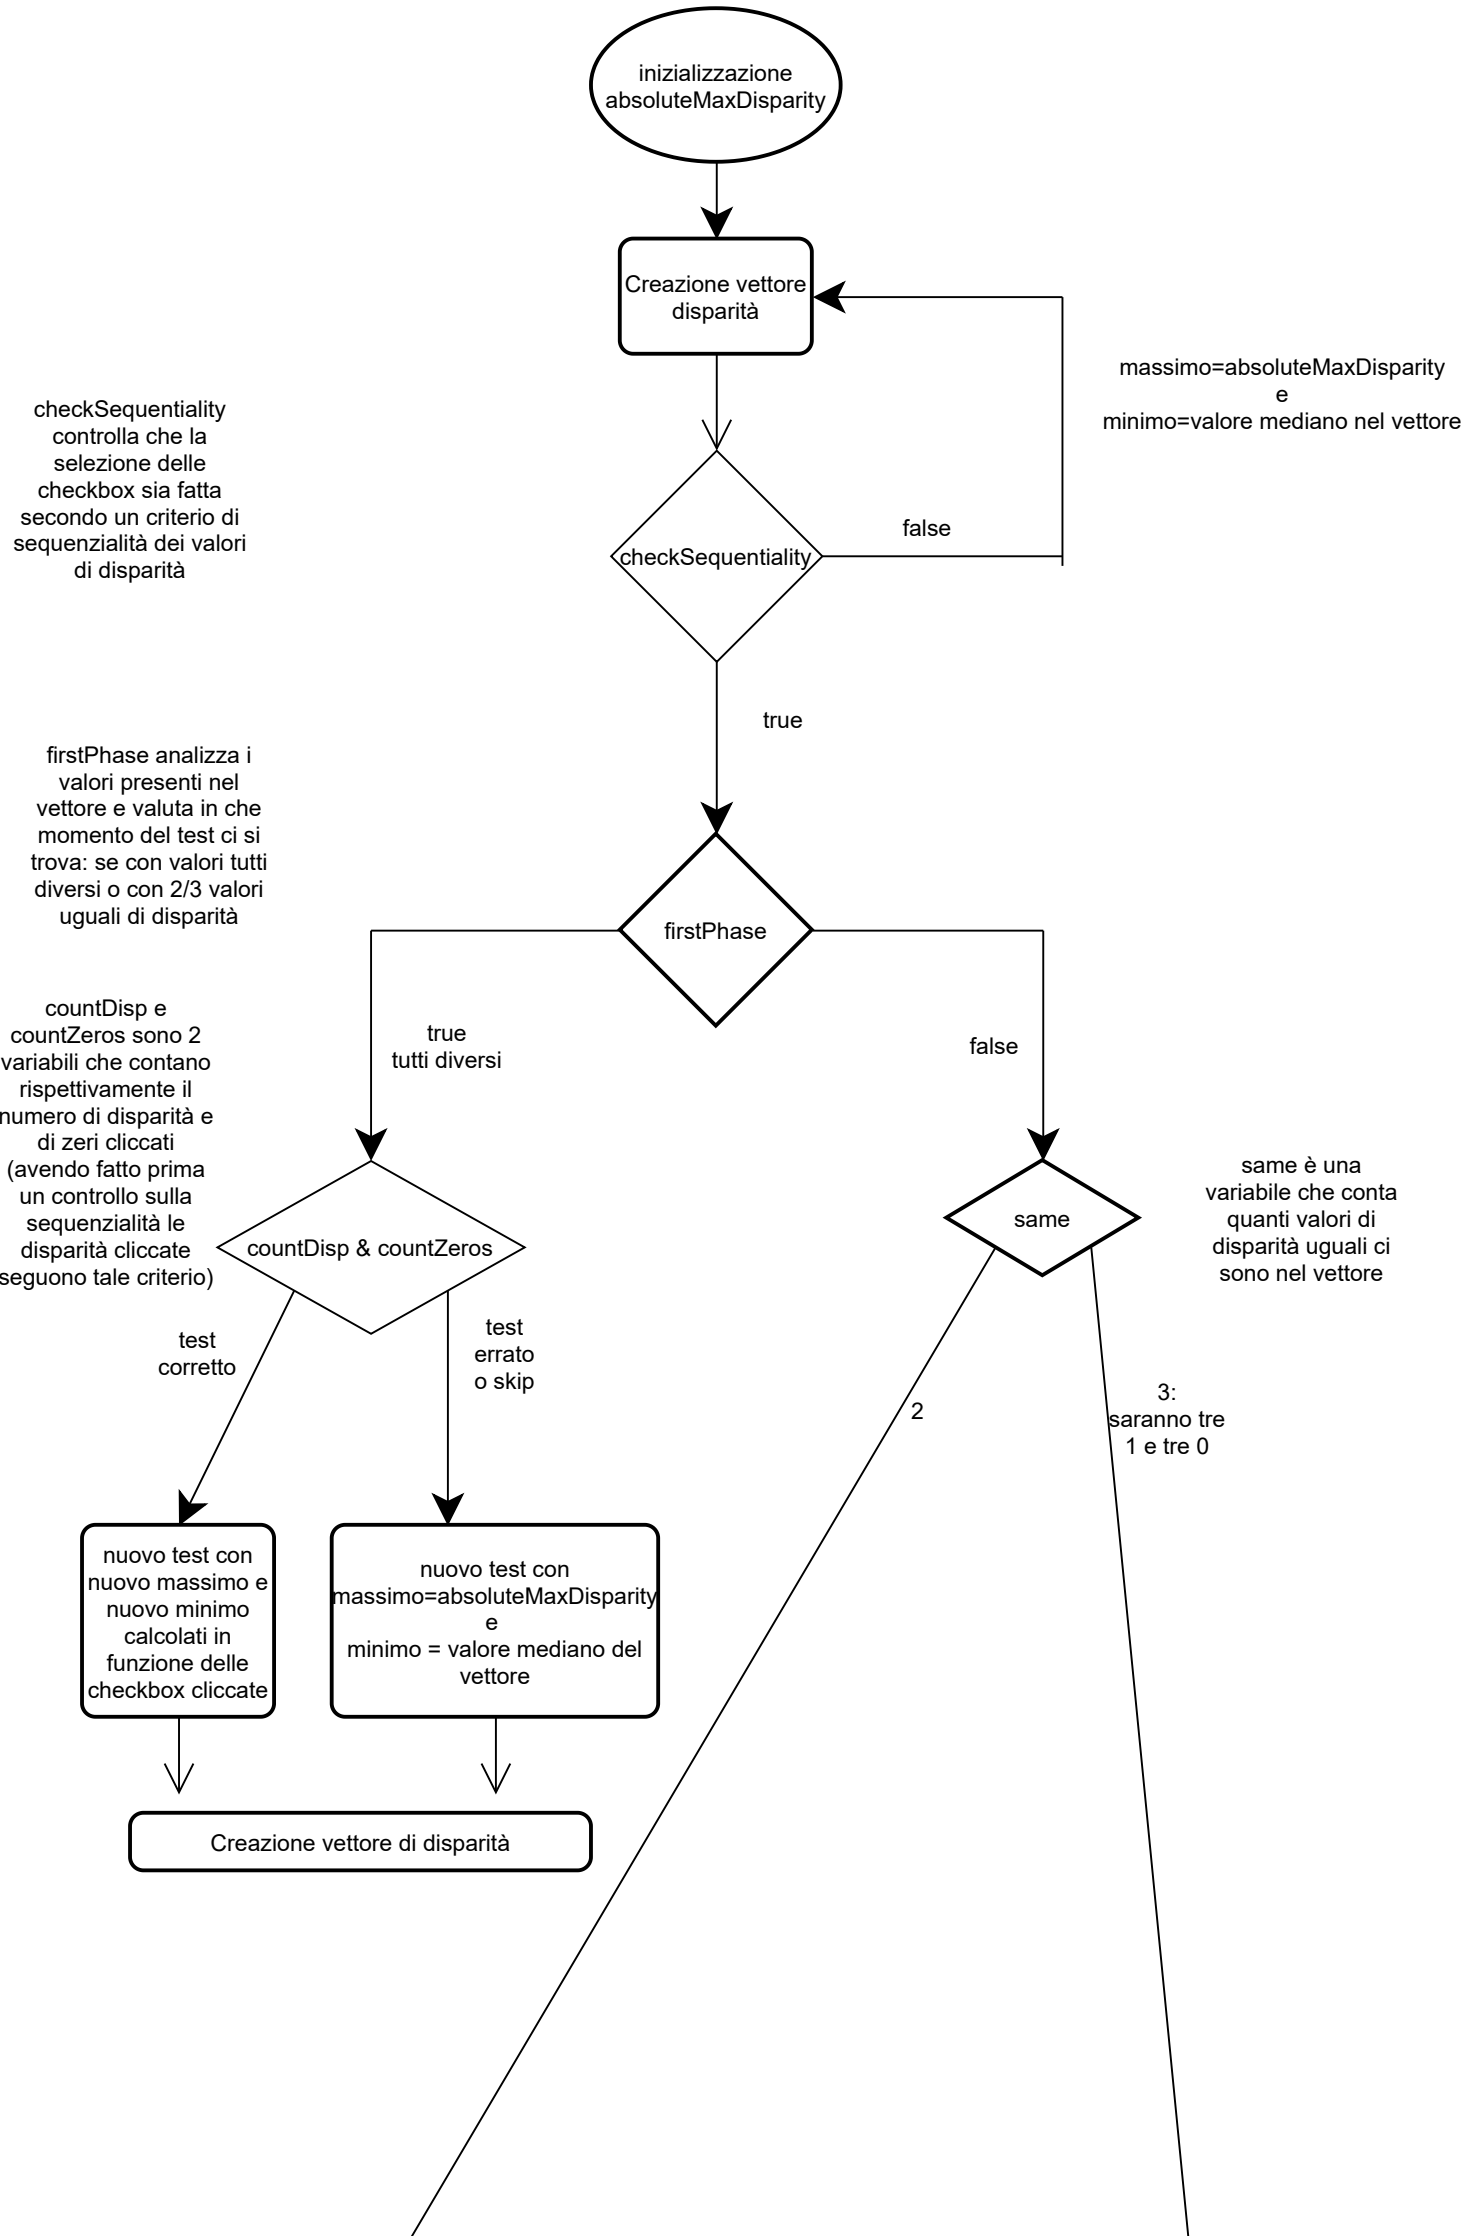 inizializzazione
absoluteMaxDisparity
Creazione vettore
disparità
massimo=absoluteMaxDisparity
e
minimo=valore mediano nel vettore
checkSequentiality
controlla che la
selezione delle
checkbox sia fatta
secondo un criterio di
sequenzialità dei valori
di disparità
false
checkSequentiality
true
firstPhase analizza i
valori presenti nel
vettore e valuta in che
momento del test ci si
trova: se con valori tutti
diversi o con 2/3 valori
uguali di disparità
firstPhase
true
tutti diversi
false
countDisp e
countZeros sono 2
variabili che contano
rispettivamente il
numero di disparità e
di zeri cliccati
(avendo fatto prima
un controllo sulla
sequenzialità le
disparità cliccate
seguono tale criterio)
countDisp & countZeros
same
same è una
variabile che conta
quanti valori di
disparità uguali ci
sono nel vettore
test
corretto
test
errato
o skip
2
3:
saranno tre
1 e tre 0
nuovo test con
nuovo massimo e
nuovo minimo
calcolati in
funzione delle
checkbox cliccate
nuovo test con
massimo=absoluteMaxDisparity
e
minimo = valore mediano del
vettore
Creazione vettore di disparità